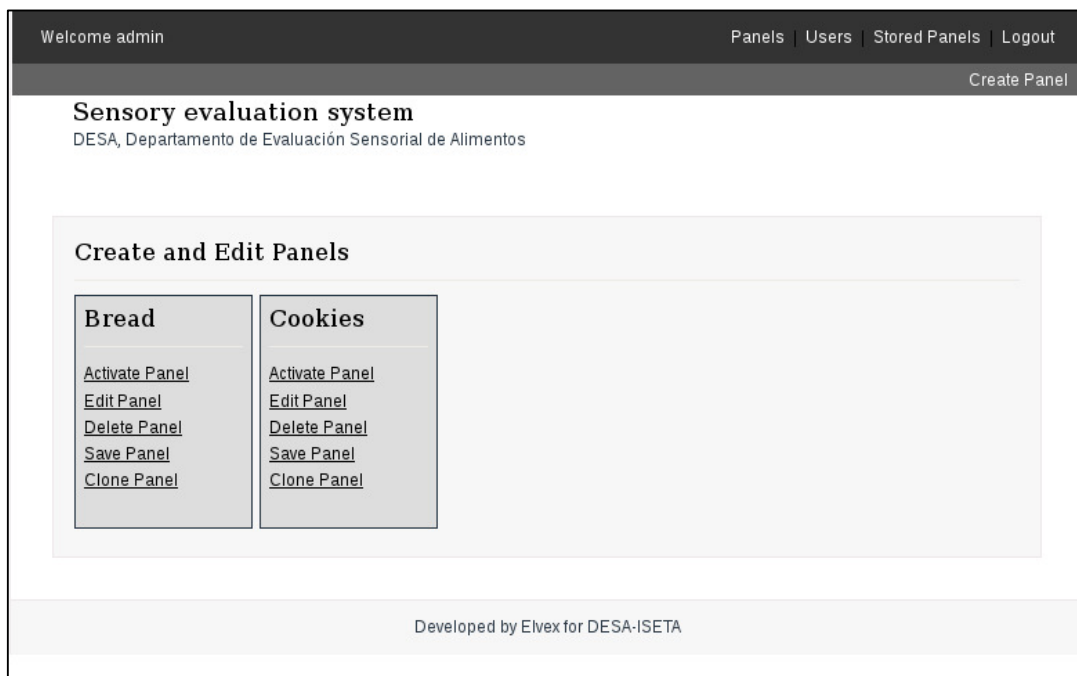 Welcome admin
Panels | Users | Stored Panels | Logout
Create Panel
Sensory evaluation system
DESA, Departamento de Evaluación Sensorial de Alimentos
Create and Edit Panels
Bread
Activate Panel
Edit Panel
Delete Panel
Save Panel
Clone Panel
Cookies
Activate Panel
Edit Panel
Delete Panel
Save Panel
Clone Panel
Developed by Elvex for DESA-ISETA